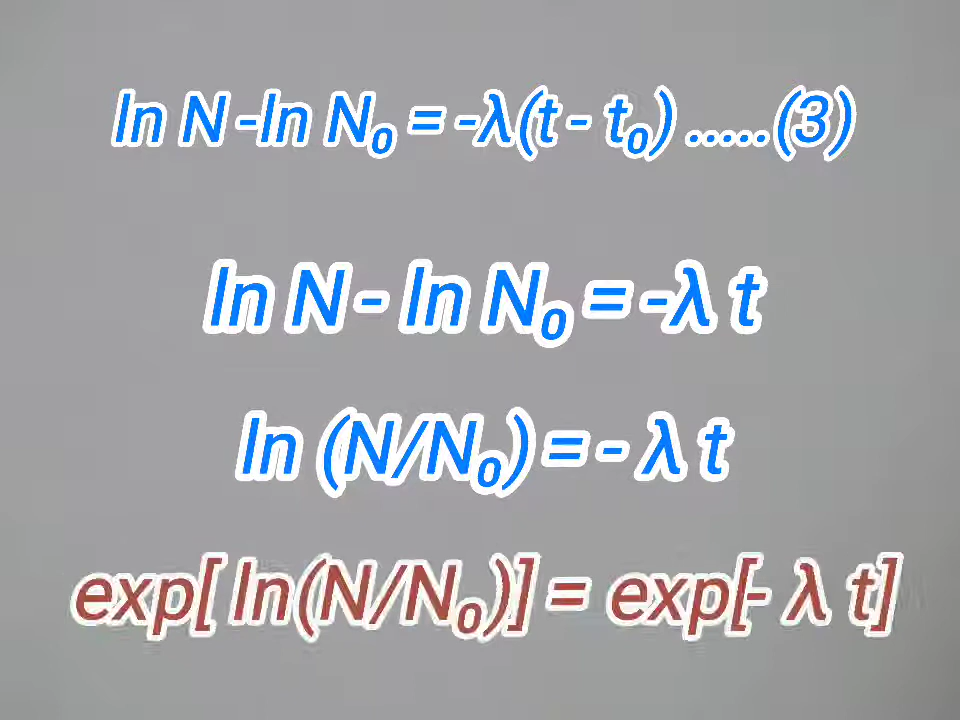 ln N -ln N₀ = -λ(t - t₀) .....(3)
ln N - ln N₀ = -λ t
ln (N/N₀) = - λ t
exp[ ln(N/N₀)] = exp[- λ t]